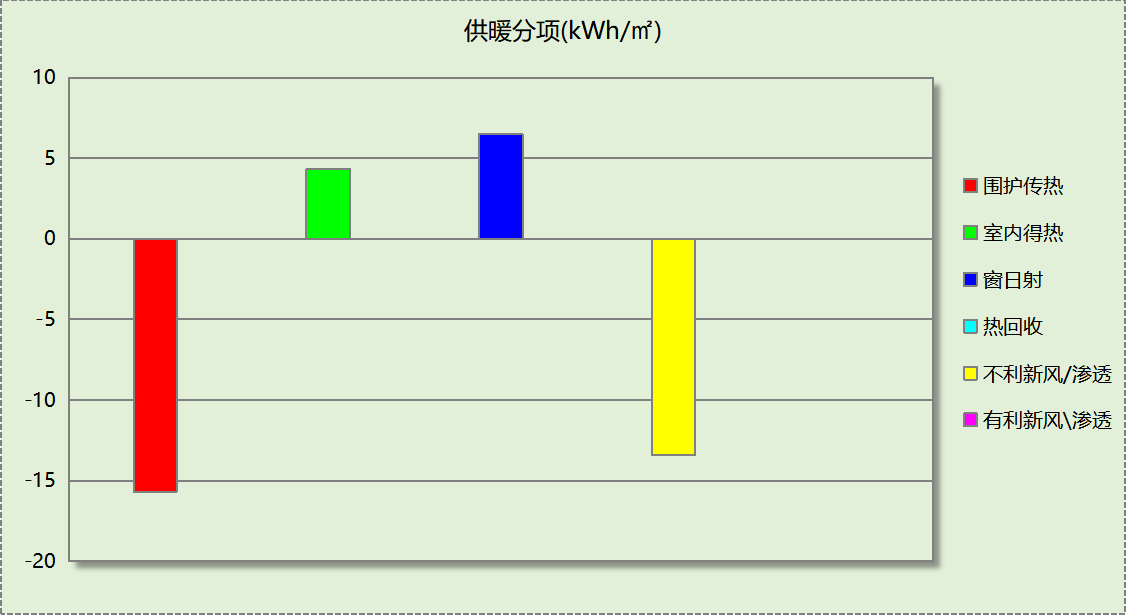 供暖分项(kWh/㎡)
10
5
0
-5
-10
-15
-20
围护传热
室内得热
窗日射
热回收
不利新风/渗透
有利新风\渗透